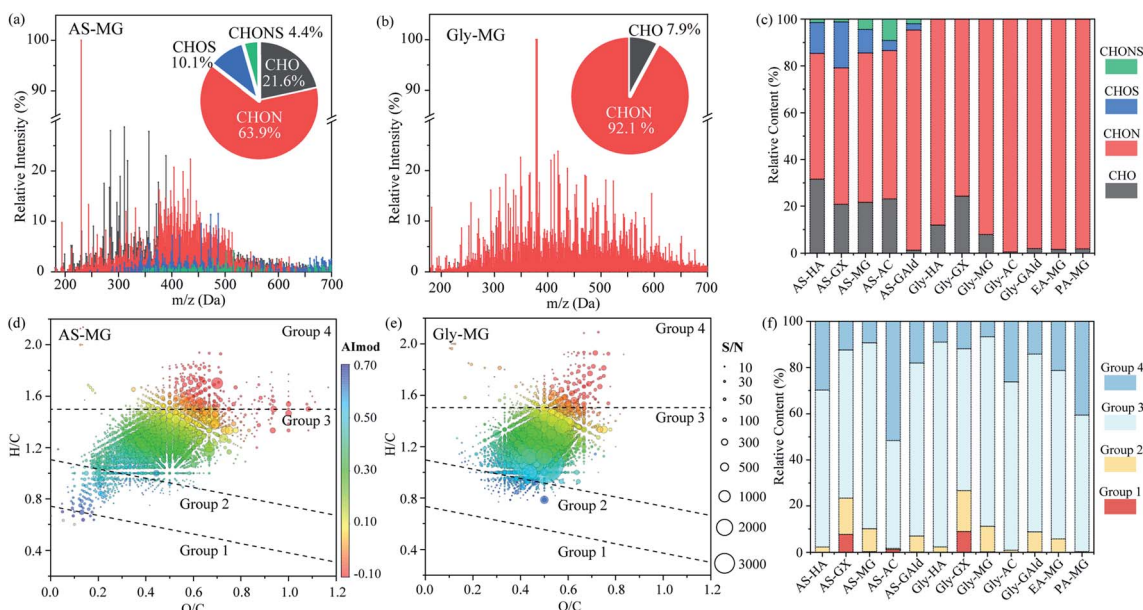 (a) AS-MG
CHONS 4.4%
CHOS
10.1%
CHO
21.6%
CHON
63.9%
Relative Intensity (%)
100
90
20
10
0
200 300 400 500 600 700
m/z (Da)
(b) Gly-MG
CHO 7.9%
CHON
92.1 %
Relative Intensity (%)
100
90
20
10
0
200 300 400 500 600 700
m/z (Da)
(c)
Relative Content (%)
100
80
60
40
20
0
AS-HA
AS-GX
AS-MG
AS-AC
AS-GAld
Gly-HA
Gly-GX
Gly-MG
Gly-AC
Gly-GAld
EA-MG
PA-MG
CHONS
CHOS
CHON
CHO
(d) AS-MG
Group 4
Group 3
Group 2
Group 1
H/C
2.0
1.6
1.2
0.8
0.4
0.0 0.2 0.4 0.6 0.8 1.0 1.2
O/C
AImod
0.70
0.50
0.30
0.10
-0.10
(e) Gly-MG
Group 4
Group 3
Group 2
Group 1
H/C
2.0
1.6
1.2
0.8
0.4
0.0 0.2 0.4 0.6 0.8 1.0 1.2
O/C
S/N
10
30
50
100
300
500
1000
2000
3000
(f)
Relative Content (%)
100
80
60
40
20
0
AS-HA
AS-GX
AS-MG
AS-AC
AS-GAld
Gly-HA
Gly-GX
Gly-MG
Gly-AC
Gly-GAld
EA-MG
PA-MG
Group 4
Group 3
Group 2
Group 1